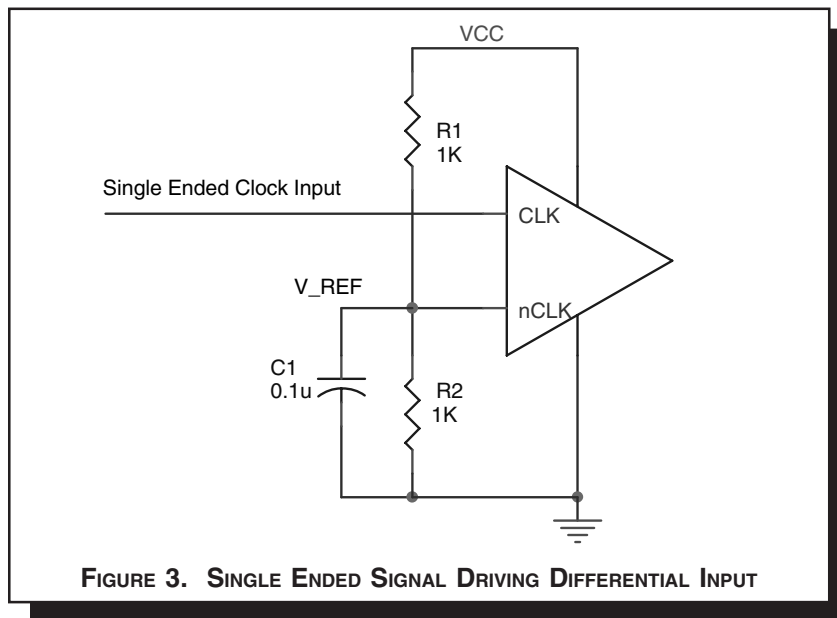 VCC
R1
1K
Single Ended Clock Input
CLK
V_REF
nCLK
C1
0.1u
R2
1K
FIGURE 3. SINGLE ENDED SIGNAL DRIVING DIFFERENTIAL INPUT